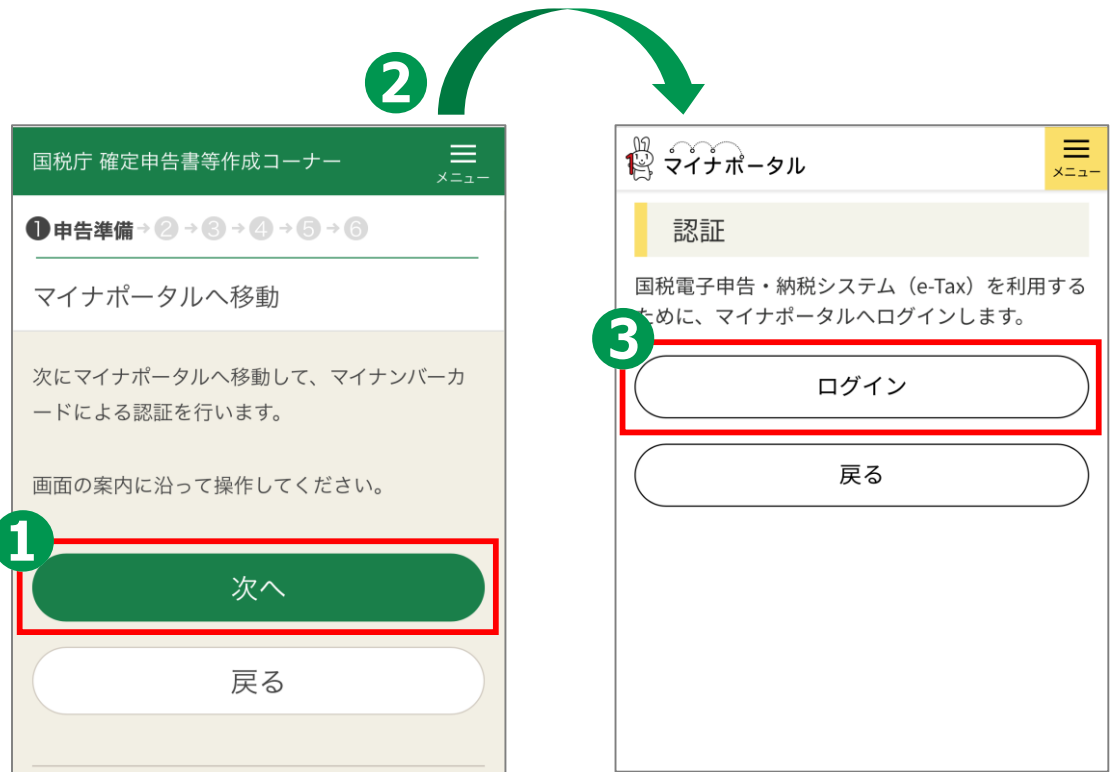 2
国税庁 確定申告書等作成コーナー
メニュー
1申告準備→2→3→4→5→6
マイナポータルへ移動
次にマイナポータルへ移動して、マイナンバーカ
ードによる認証を行います。
画面の案内に沿って操作してください。
1
次へ
戻る
マイナポータル
メニュー
認証
国税電子申告・納税システム（e-Tax）を利用する
ために、マイナポータルへログインします。
3
ログイン
戻る